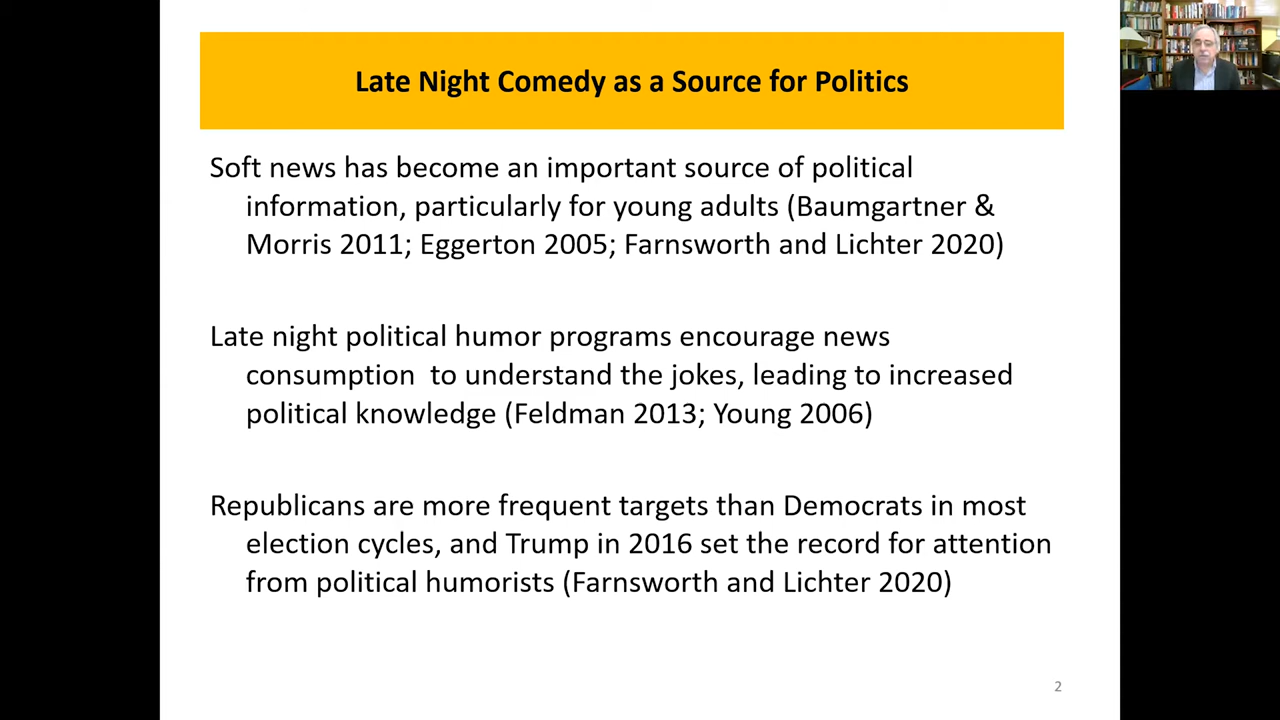 Late Night Comedy as a Source for Politics
Soft news has become an important source of political
information, particularly for young adults (Baumgartner &
Morris 2011; Eggerton 2005; Farnsworth and Lichter 2020)
Late night political humor programs encourage news
consumption  to understand the jokes, leading to increased
political knowledge (Feldman 2013; Young 2006)
Republicans are more frequent targets than Democrats in most
election cycles, and Trump in 2016 set the record for attention
from political humorists (Farnsworth and Lichter 2020)
2